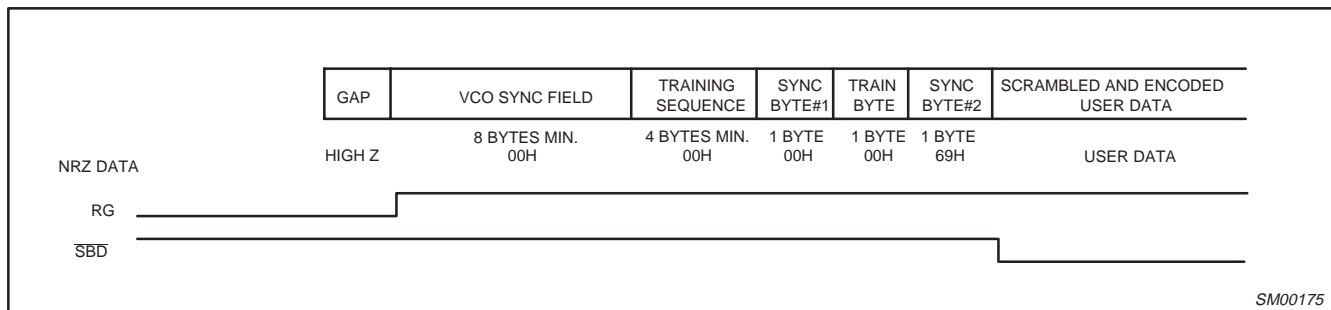 GAP
VCO SYNC FIELD
TRAINING
SEQUENCE
SYNC
BYTE#1
TRAIN
BYTE
SYNC
BYTE#2
SCRAMBLED AND ENCODED
USER DATA
NRZ DATA
HIGH Z
8 BYTES MIN.
00H
4 BYTES MIN.
00H
1 BYTE
00H
1 BYTE
00H
1 BYTE
69H
USER DATA
RG
SBD
SM00175